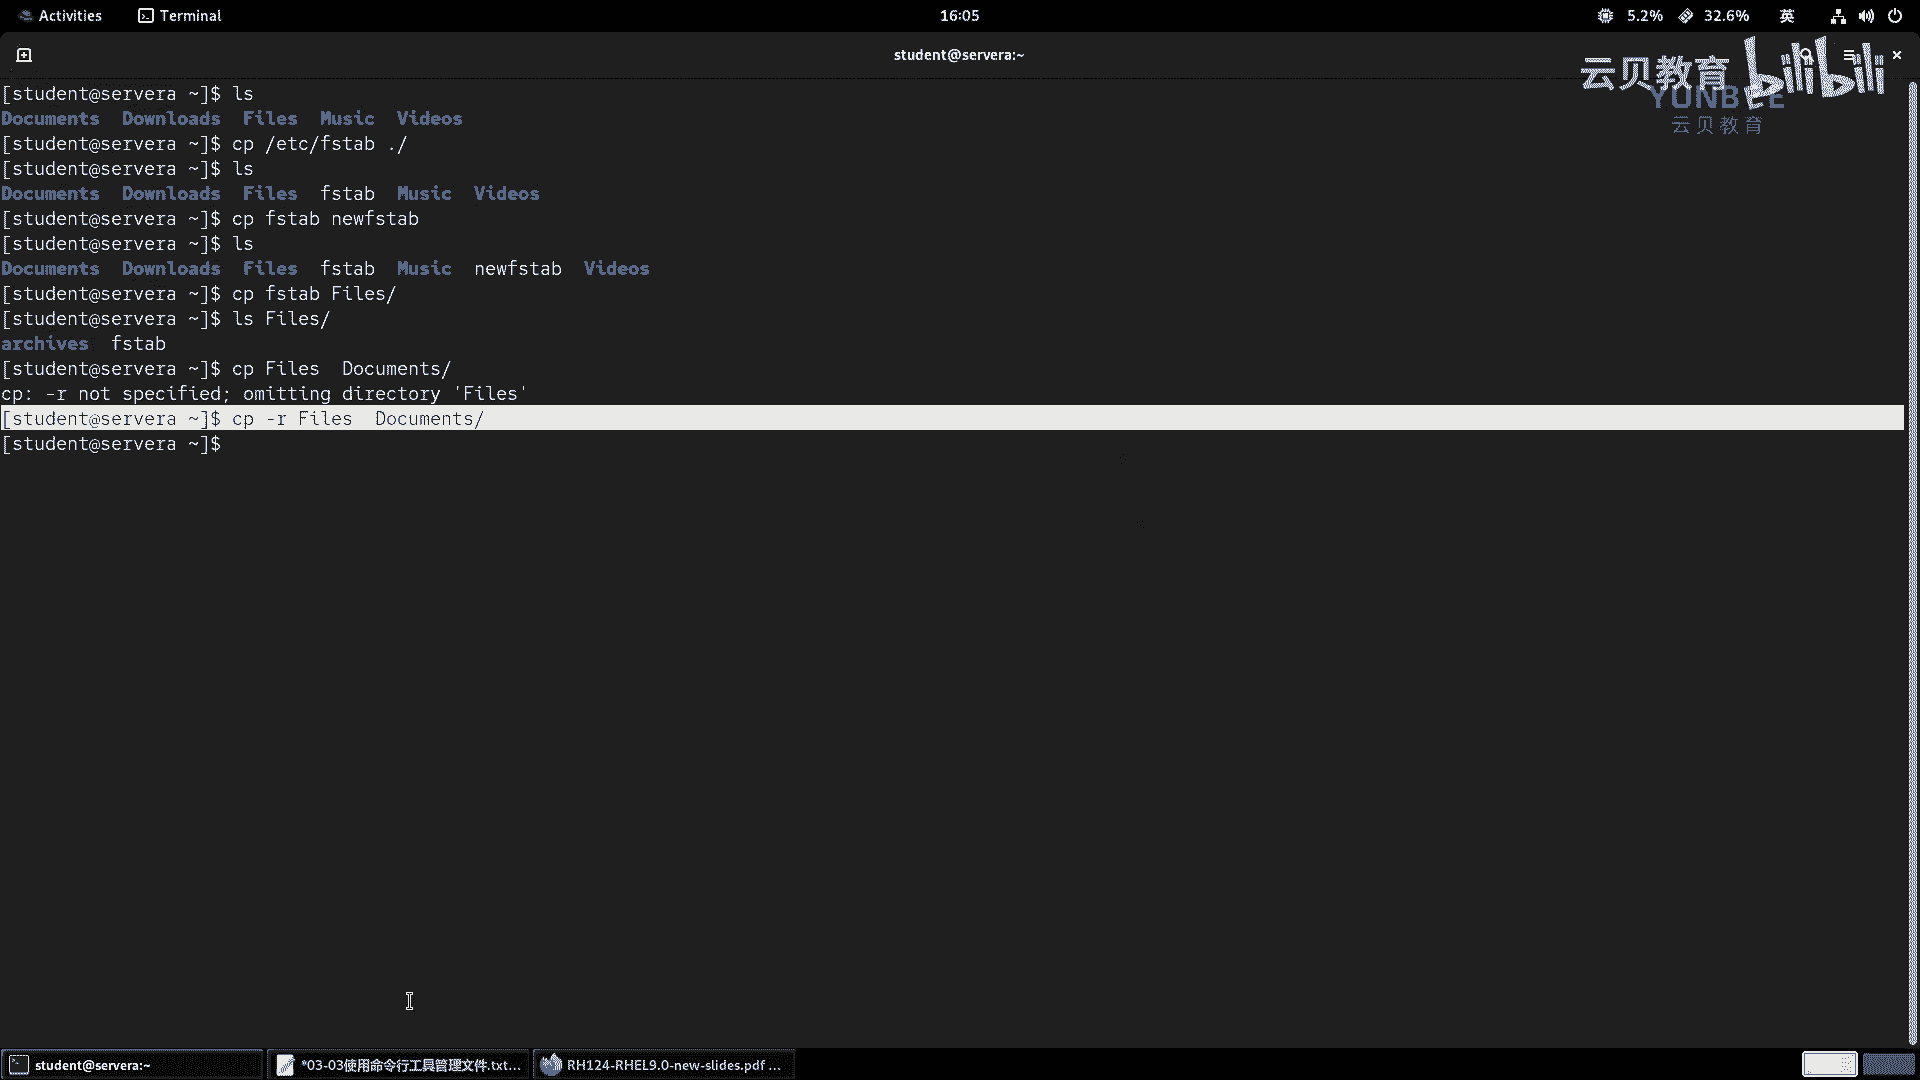 Activities Terminal 16:05 5.2% 32.6% 英
student@servera:~
云贝教育 bilibili
YUNBEE
云贝教育
[student@servera ~]$ ls
Documents Downloads Files Music Videos
[student@servera ~]$ cp /etc/fstab ./
[student@servera ~]$ ls
Documents Downloads Files fstab Music Videos
[student@servera ~]$ cp fstab newfstab
[student@servera ~]$ ls
Documents Downloads Files fstab Music newfstab Videos
[student@servera ~]$ cp fstab Files/
[student@servera ~]$ ls Files/
archives fstab
[student@servera ~]$ cp Files  Documents/
cp: -r not specified; omitting directory 'Files'
[student@servera ~]$ cp -r Files  Documents/
[student@servera ~]$
student@servera:~ *03-03使用命令行工具管理文件.txt... RH124-RHEL9.0-new-slides.pdf ...